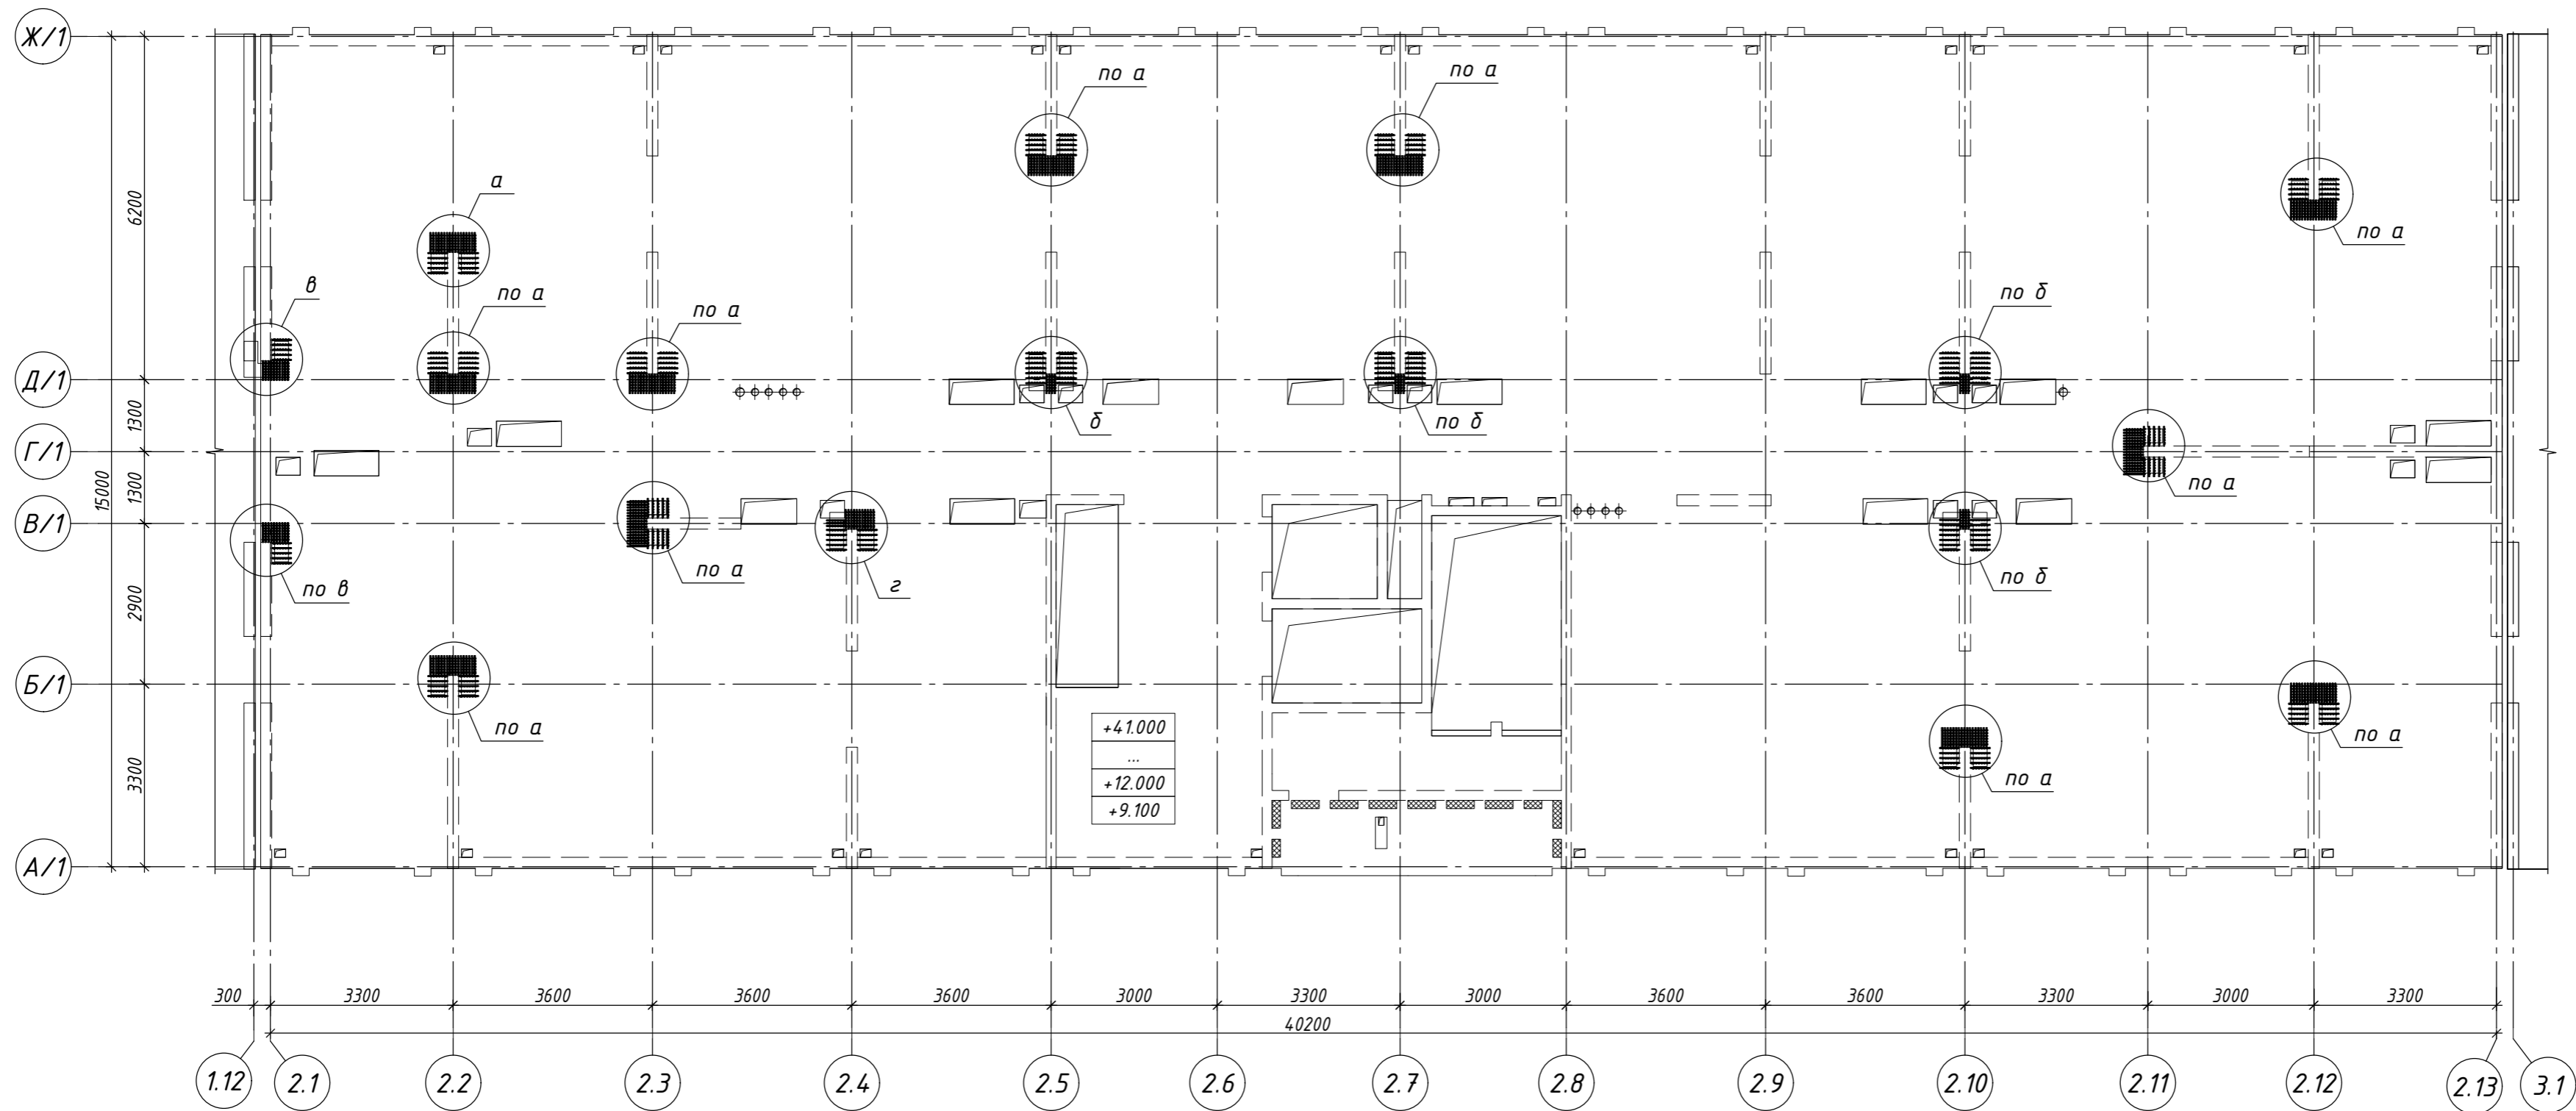 Ж/1
по а
по а
а
6200
по а
в
по а
по а
по б
Д/1
1300
б
по б
Г/1
15000
1300
по а
В/1
по а
г
по б
по в
2900
Б/1
по а
+41.000
...
+12.000
+9.100
по а
по а
3300
А/1
300 3300 3600 3600 3600 3000 3300 3000 3600 3600 3300 3000 3300
40200
1.12 2.1 2.2 2.3 2.4 2.5 2.6 2.7 2.8 2.9 2.10 2.11 2.12 2.13 3.1